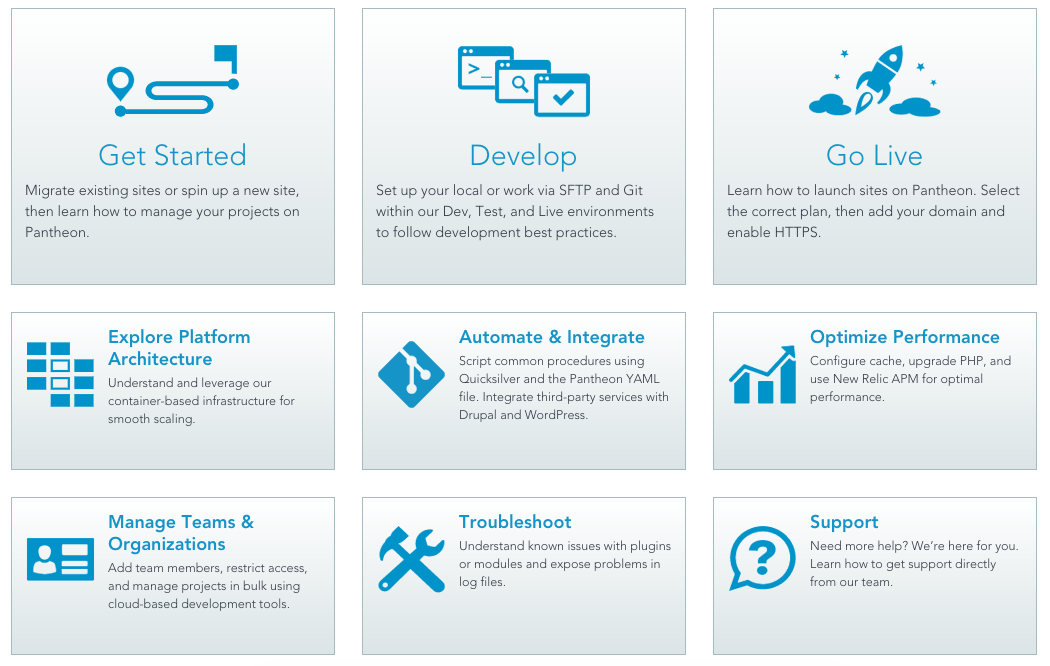 >_
Get Started
Migrate existing sites or spin up a new site,
then learn how to manage your projects on
Pantheon.
Develop
Set up your local or work via SFTP and Git
within our Dev, Test, and Live environments
to follow development best practices.
Go Live
Learn how to launch sites on Pantheon. Select
the correct plan, then add your domain and
enable HTTPS.
Explore Platform
Architecture
Understand and leverage our
container-based infrastructure for
smooth scaling.
Automate & Integrate
Script common procedures using
Quicksilver and the Pantheon YAML
file. Integrate third-party services with
Drupal and WordPress.
Optimize Performance
Configure cache, upgrade PHP, and
use New Relic APM for optimal
performance.
Manage Teams &
Organizations
Add team members, restrict access,
and manage projects in bulk using
cloud-based development tools.
Troubleshoot
Understand known issues with plugins
or modules and expose problems in
log files.
?
Support
Need more help? We’re here for you.
Learn how to get support directly
from our team.